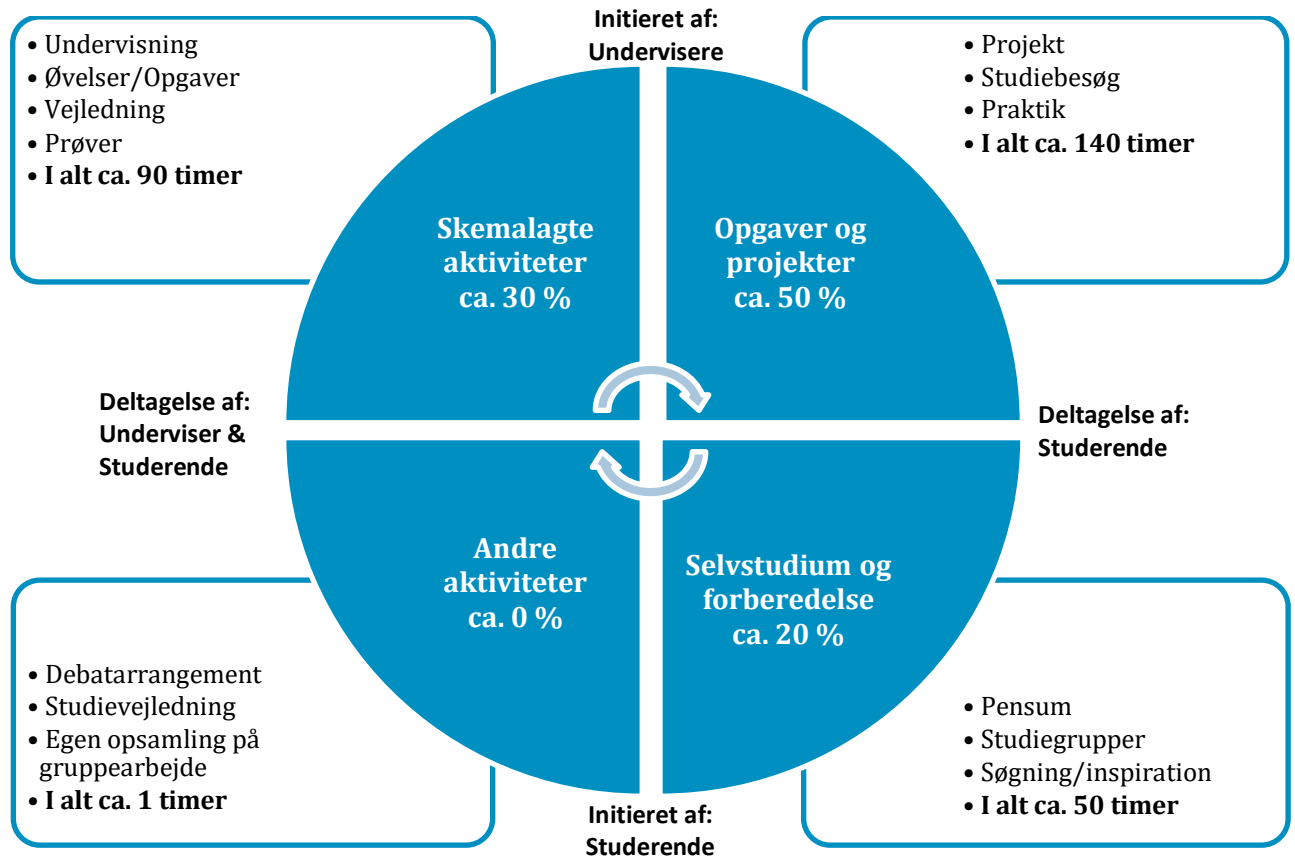 Initieret af:
Undervisere
• Undervisning
• Øvelser/Opgaver
• Vejledning
• Prøver
• I alt ca. 90 timer
• Projekt
• Studiebesøg
• Praktik
• I alt ca. 140 timer
Skemalagte
aktiviteter
ca. 30 %
Opgaver og
projekter
ca. 50 %
Deltagelse af:
Underviser &
Studerende
Deltagelse af:
Studerende
Andre
aktiviteter
ca. 0 %
Selvstudium og
forberedelse
ca. 20 %
• Debatarrangement
• Studievejledning
• Egen opsamling på
gruppearbejde
• I alt ca. 1 timer
• Pensum
• Studiegrupper
• Søgning/inspiration
• I alt ca. 50 timer
Initieret af:
Studerende